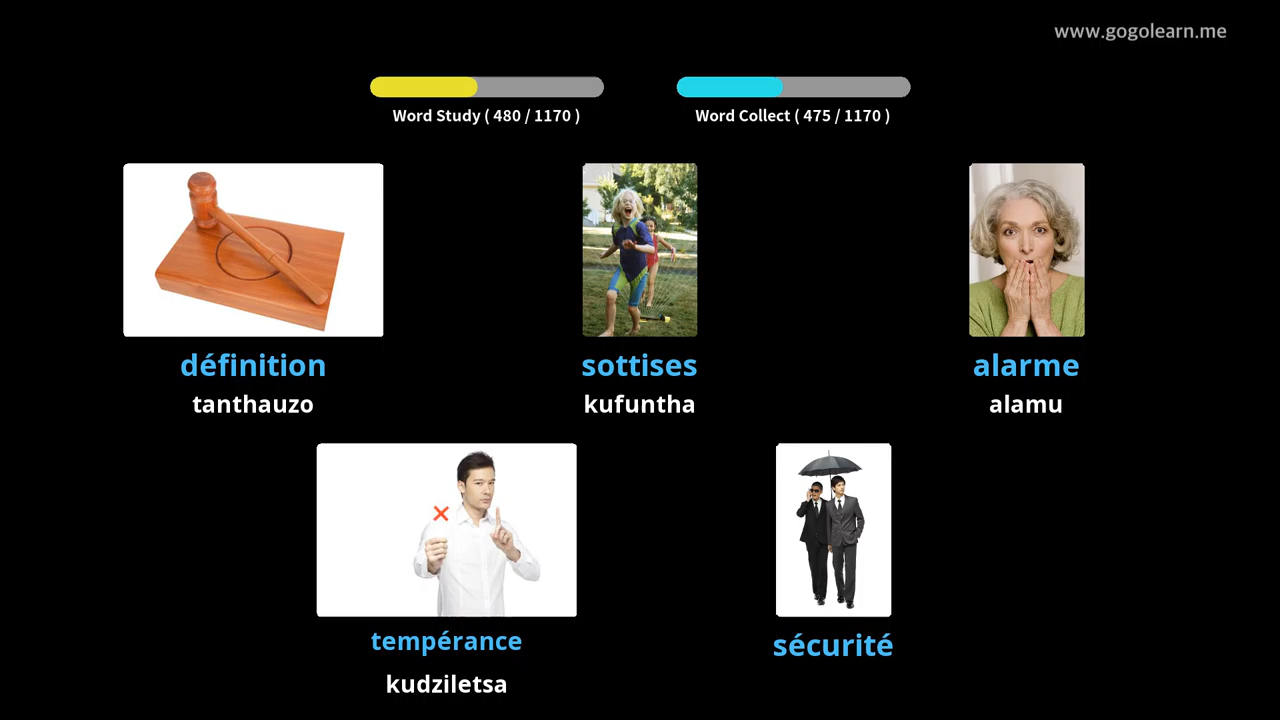 www.gogolearn.me
Word Study ( 480 / 1170 )
Word Collect ( 475 / 1170 )
définition
tanthauzo
sottises
kufuntha
alarme
alamu
tempérance
kudziletsa
sécurité